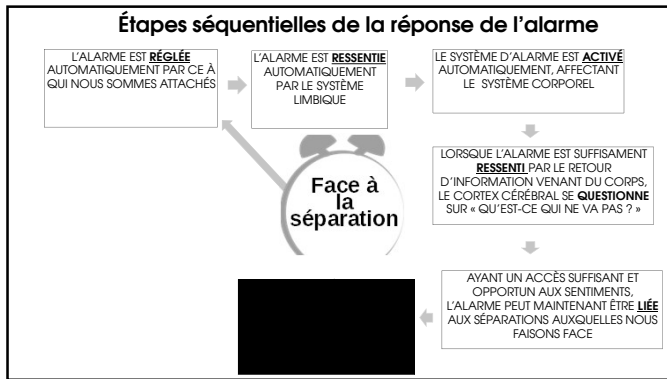 Étapes séquentielles de la réponse de l’alarme
L’ALARME EST RÉGLÉE
AUTOMATIQUEMENT PAR CE À
QUI NOUS SOMMES ATTACHÉS
L’ALARME EST RESSENTIE
AUTOMATIQUEMENT
PAR LE SYSTÈME
LIMBIQUE
LE SYSTÈME D’ALARME EST ACTIVÉ
AUTOMATIQUEMENT, AFFECTANT
LE SYSTÈME CORPOREL
LORSQUE L’ALARME EST SUFFISAMENT
RESSENTI PAR LE RETOUR
D’INFORMATION VENANT DU CORPS,
LE CORTEX CÉRÉBRAL SE QUESTIONNE
SUR « QU’EST-CE QUI NE VA PAS ? »
Face à
la
séparation
AYANT UN ACCÈS SUFFISANT ET
OPPORTUN AUX SENTIMENTS,
L’ALARME PEUT MAINTENANT ÊTRE LIÉE
AUX SÉPARATIONS AUXQUELLES NOUS
FAISONS FACE